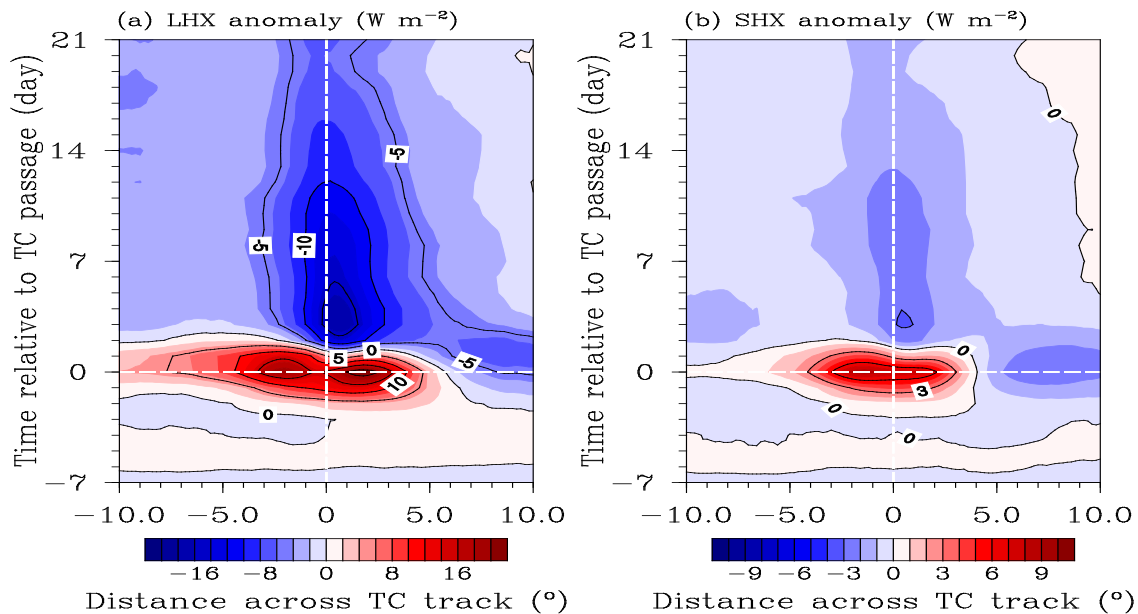 (a) LHX anomaly (W m⁻²)
(b) SHX anomaly (W m⁻²)
Time relative to TC passage (day)
21
14
7
0
−7
-5
-5
-10
0
5
10
-5
0
−10.0 −5.0 0 5.0 10.0
−16 −8 0 8 16
Distance across TC track (°)
Time relative to TC passage (day)
21
14
7
0
−7
0
0
3
0
0
−10.0 −5.0 0 5.0 10.0
−9 −6 −3 0 3 6 9
Distance across TC track (°)